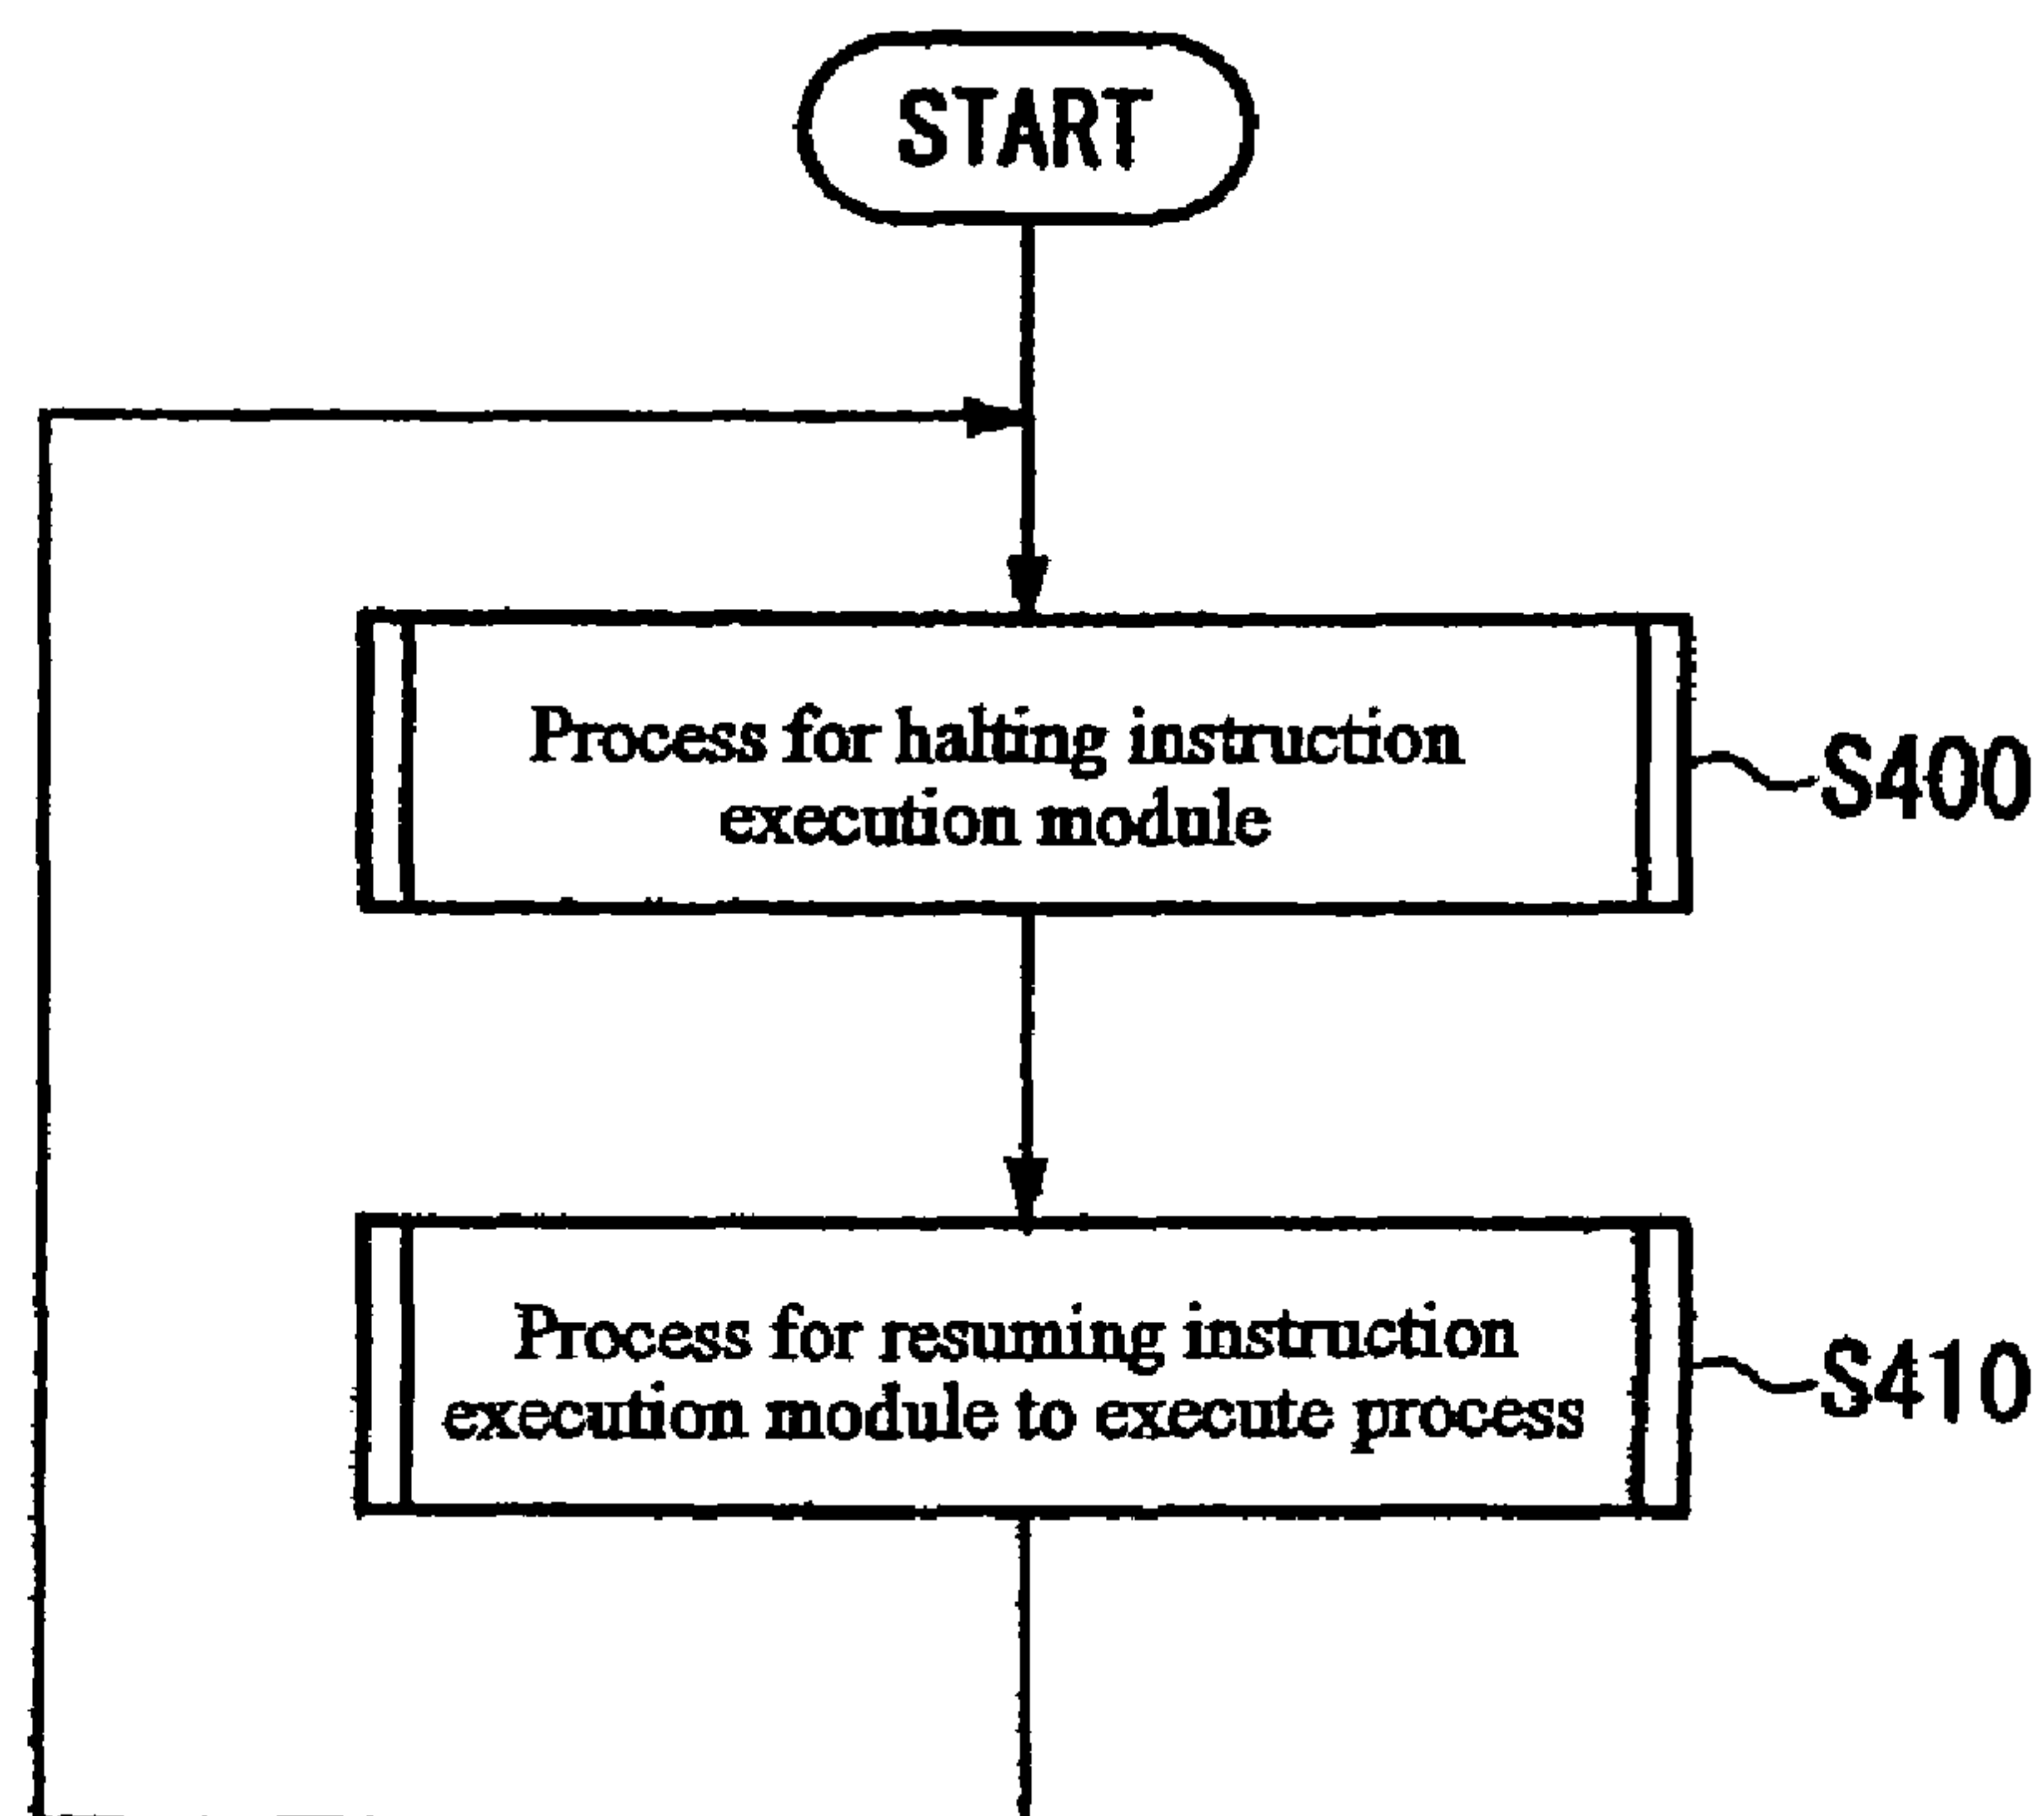 START
Process for halting instruction
execution module
S400
Process for resuming instruction
execution module to execute process
S410